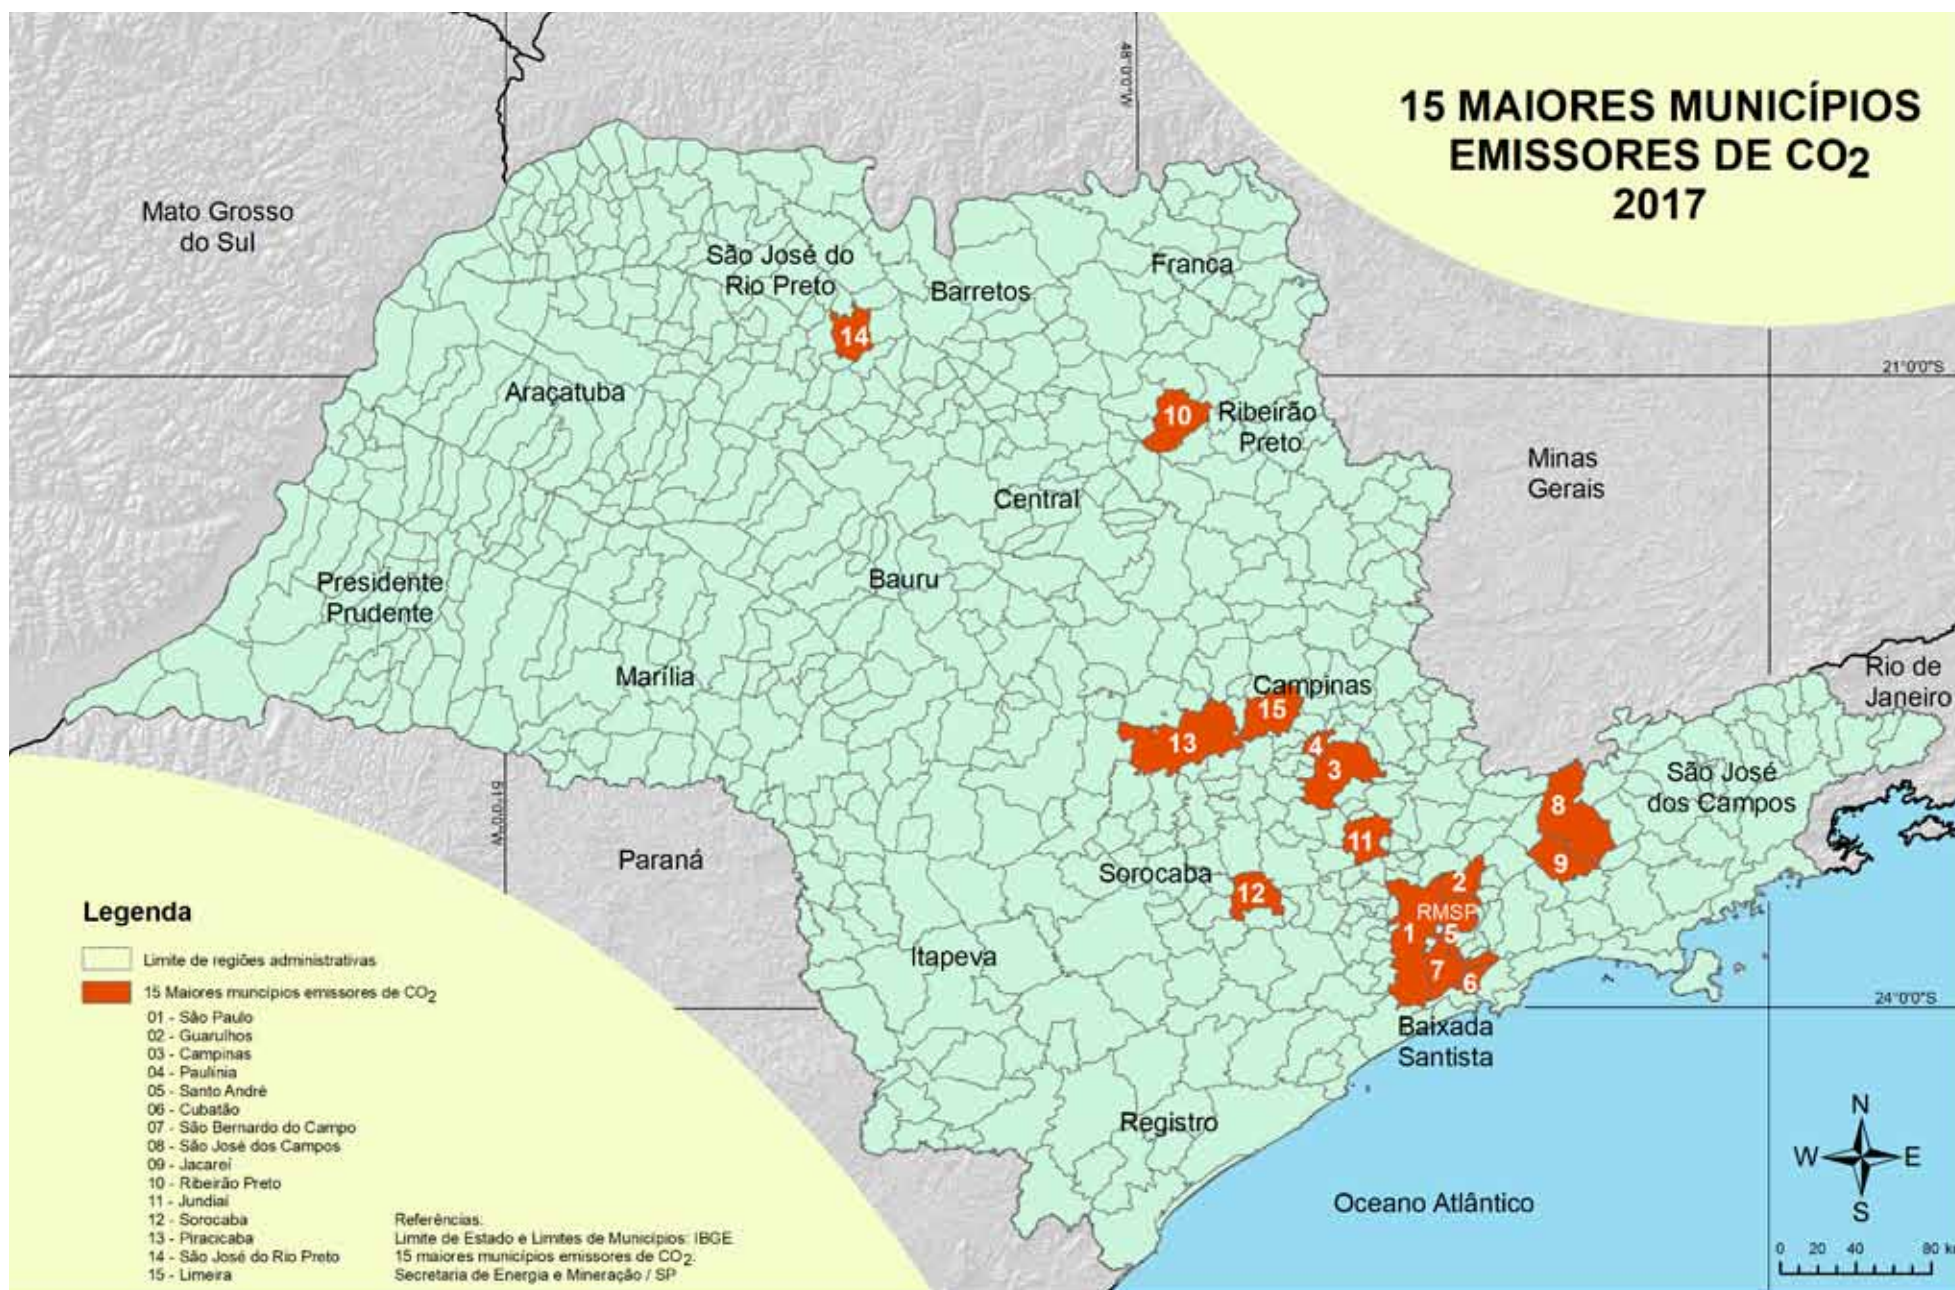 15 MAIORES MUNICÍPIOS
EMISSORES DE CO2
2017
48°0'0"W
Mato Grosso
do Sul
São José do
Rio Preto
Barretos
Franca
14
21°0'0"S
Araçatuba
10
Ribeirão
Preto
Minas
Gerais
Central
Bauru
Presidente
Prudente
Marília
Campinas
Rio de
Janeiro
15
13
4
3
São José
dos Campos
8
51°0'0"W
11
Paraná
Sorocaba
9
12
2
RMSP
1
5
Itapeva
7
6
24°0'0"S
Baixada
Santista
Registro
Oceano Atlântico
N
W
E
S
0 20 40 80
Legenda
Limite de regiões administrativas
15 Maiores muncípios emissores de CO2
01 - São Paulo
02 - Guarulhos
03 - Campinas
04 - Paulínia
05 - Santo André
06 - Cubatão
07 - São Bernardo do Campo
08 - São José dos Campos
09 - Jacareí
10 - Ribeirão Preto
11 - Jundiaí
12 - Sorocaba
13 - Piracicaba
14 - São José do Rio Preto
15 - Limeira
Referências:
Limite de Estado e Limites de Municípios: IBGE
15 maiores municípios emissores de CO2.
Secretaria de Energia e Mineração / SP